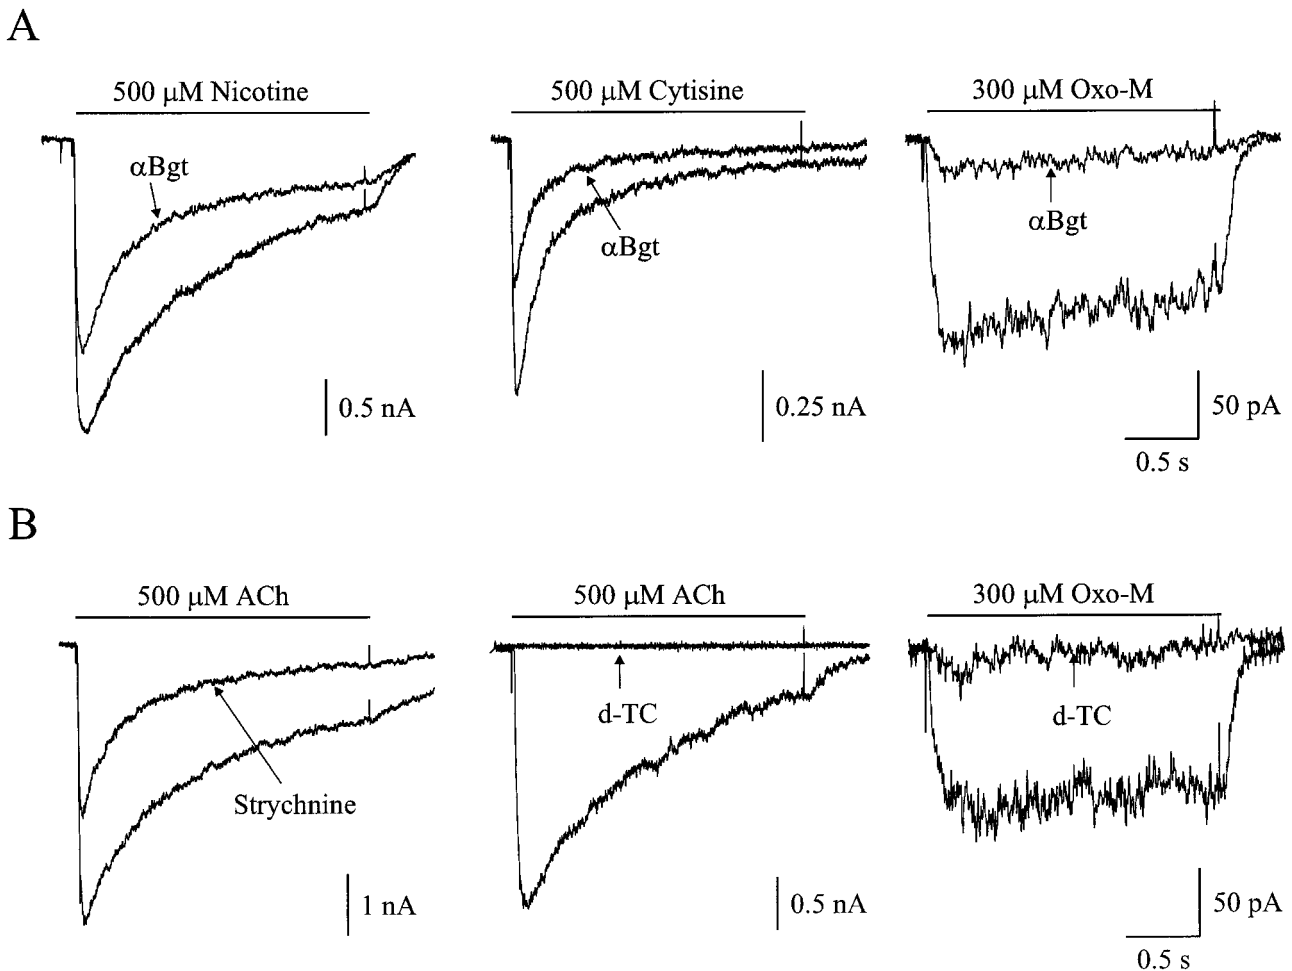 A
500 μM Nicotine
500 μM Cytisine
300 μM Oxo-M
αBgt
αBgt
αBgt
0.5 nA
0.25 nA
50 pA
0.5 s
B
500 μM ACh
500 μM ACh
300 μM Oxo-M
Strychnine
d-TC
d-TC
1 nA
0.5 nA
50 pA
0.5 s